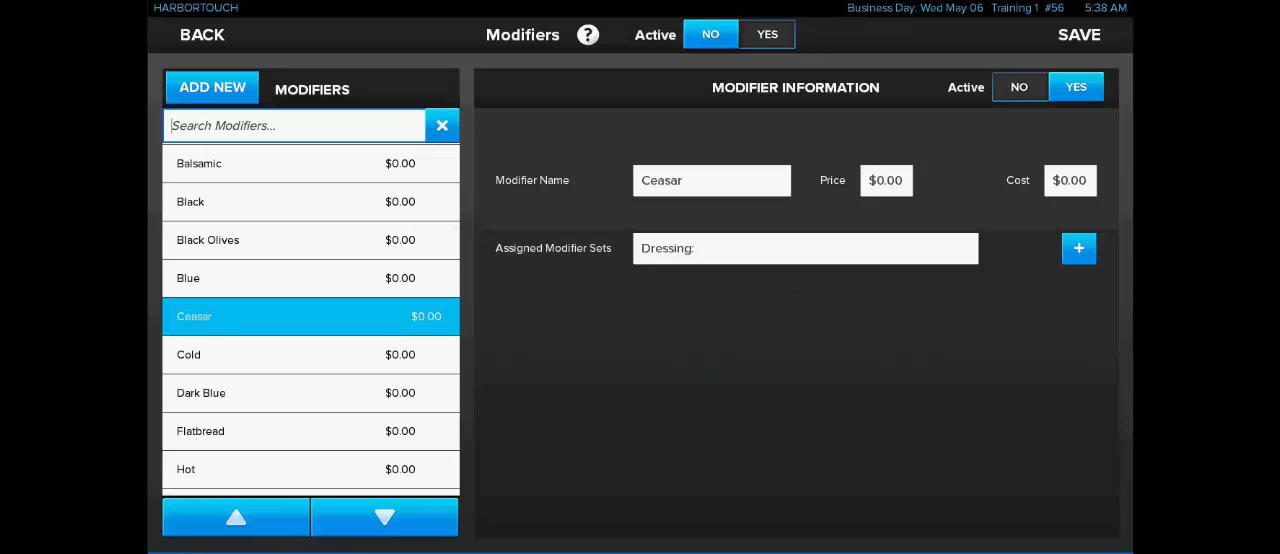 HARBORTOUCH
Business Day: Wed May 06 Training 1 #56 5:38 AM
BACK Modifiers ? Active NO YES SAVE
ADD NEW MODIFIERS
MODIFIER INFORMATION Active NO YES
Search Modifiers...
Balsamic $0.00
Black $0.00
Black Olives $0.00
Blue $0.00
Ceasar $0.00
Cold $0.00
Dark Blue $0.00
Flatbread $0.00
Hot $0.00
Modifier Name Ceasar Price $0.00 Cost $0.00
Assigned Modifier Sets Dressing: +